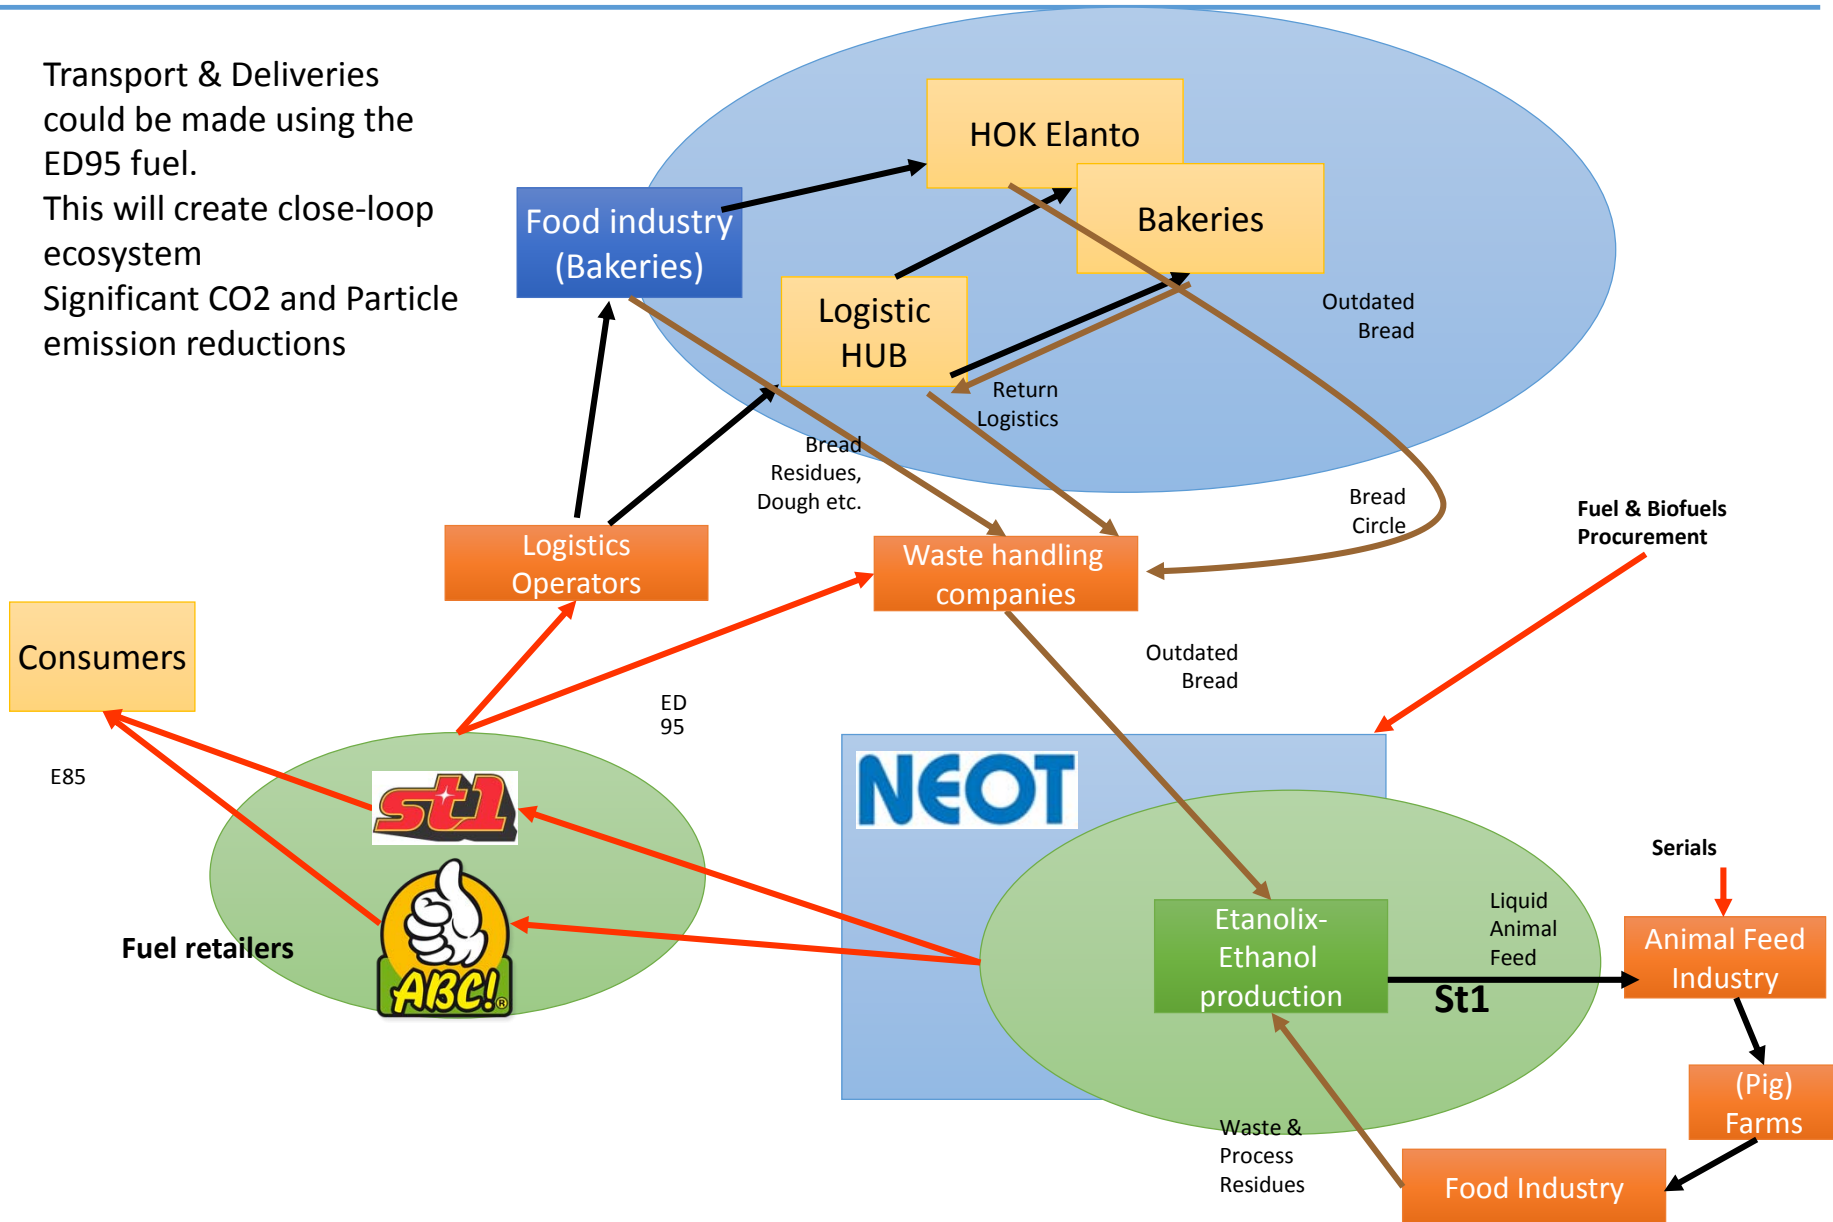 Transport & Deliveries
could be made using the
ED95 fuel.
This will create close-loop
ecosystem
Significant CO2 and Particle
emission reductions
HOK Elanto
Bakeries
Food industry
(Bakeries)
Logistic
HUB
Outdated
Bread
Return
Logistics
Bread
Residues,
Dough etc.
Bread
Circle
Fuel & Biofuels
Procurement
Logistics
Operators
Waste handling
companies
Consumers
Outdated
Bread
ED
95
E85
st1
NEOT
Fuel retailers
ABC!®
Serials
Etanolix-
Ethanol
production
Liquid
Animal
Feed
St1
Animal Feed
Industry
(Pig)
Farms
Waste &
Process
Residues
Food Industry